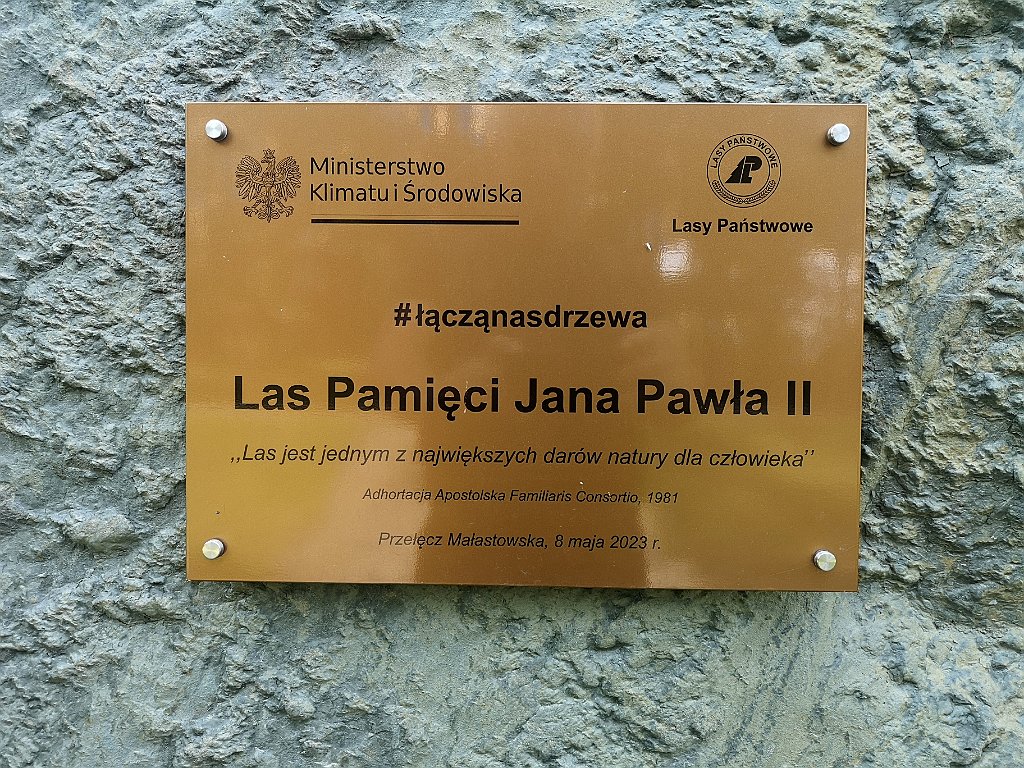 Ministerstwo
Klimatu i Środowiska
LASY PAŃSTWOWE
Lasy Państwowe
#łącząnasdrzewa
Las Pamięci Jana Pawła II
,,Las jest jednym z największych darów natury dla człowieka’’
Adhortacja Apostolska Familiaris Consortio, 1981
Przełęcz Małastowska, 8 maja 2023 r.